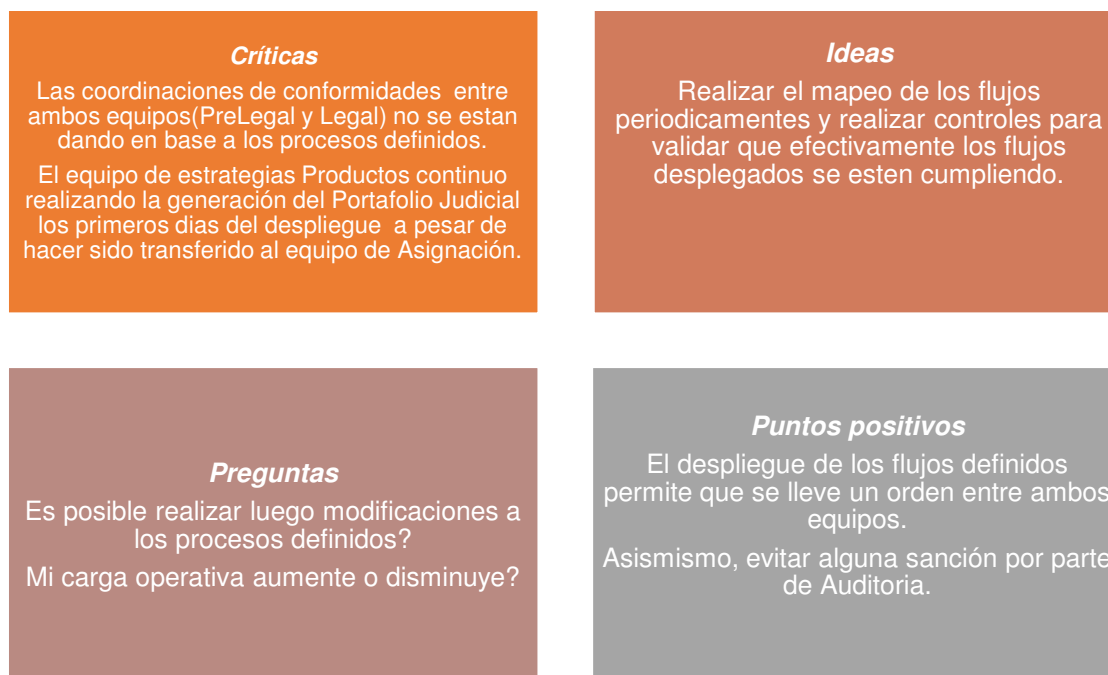 Críticas
Las coordinaciones de conformidades entre
ambos equipos(PreLegal y Legal) no se estan
dando en base a los procesos definidos.
El equipo de estrategias Productos continuo
realizando la generación del Portafolio Judicial
los primeros dias del despliegue a pesar de
hacer sido transferido al equipo de Asignación.
Ideas
Realizar el mapeo de los flujos
periodicamentes y realizar controles para
validar que efectivamente los flujos
desplegados se esten cumpliendo.
Preguntas
Es posible realizar luego modificaciones a
los procesos definidos?
Mi carga operativa aumente o disminuye?
Puntos positivos
El despliegue de los flujos definidos
permite que se lleve un orden entre ambos
equipos.
Asismismo, evitar alguna sanción por parte
de Auditoria.